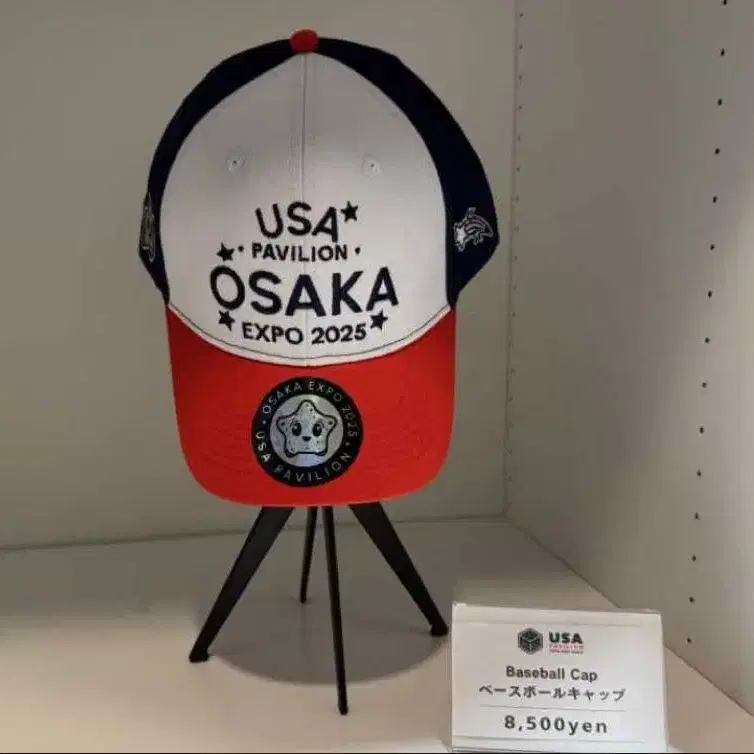 USA
PAVILION
OSAKA
EXPO 2025
OSAKA EXPO 2025
USA PAVILION
USA
PAVILION
Baseball Cap
ベースボールキャップ
8,500yen